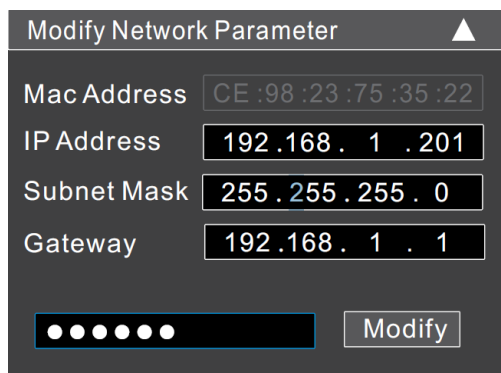 Modify Network Parameter
Mac Address CE :98 :23 :75 :35 :22
IP Address 192 .168 . 1 .201
Subnet Mask 255 . 255 . 255 . 0
Gateway 192 .168 . 1 . 1
●●●●●● Modify